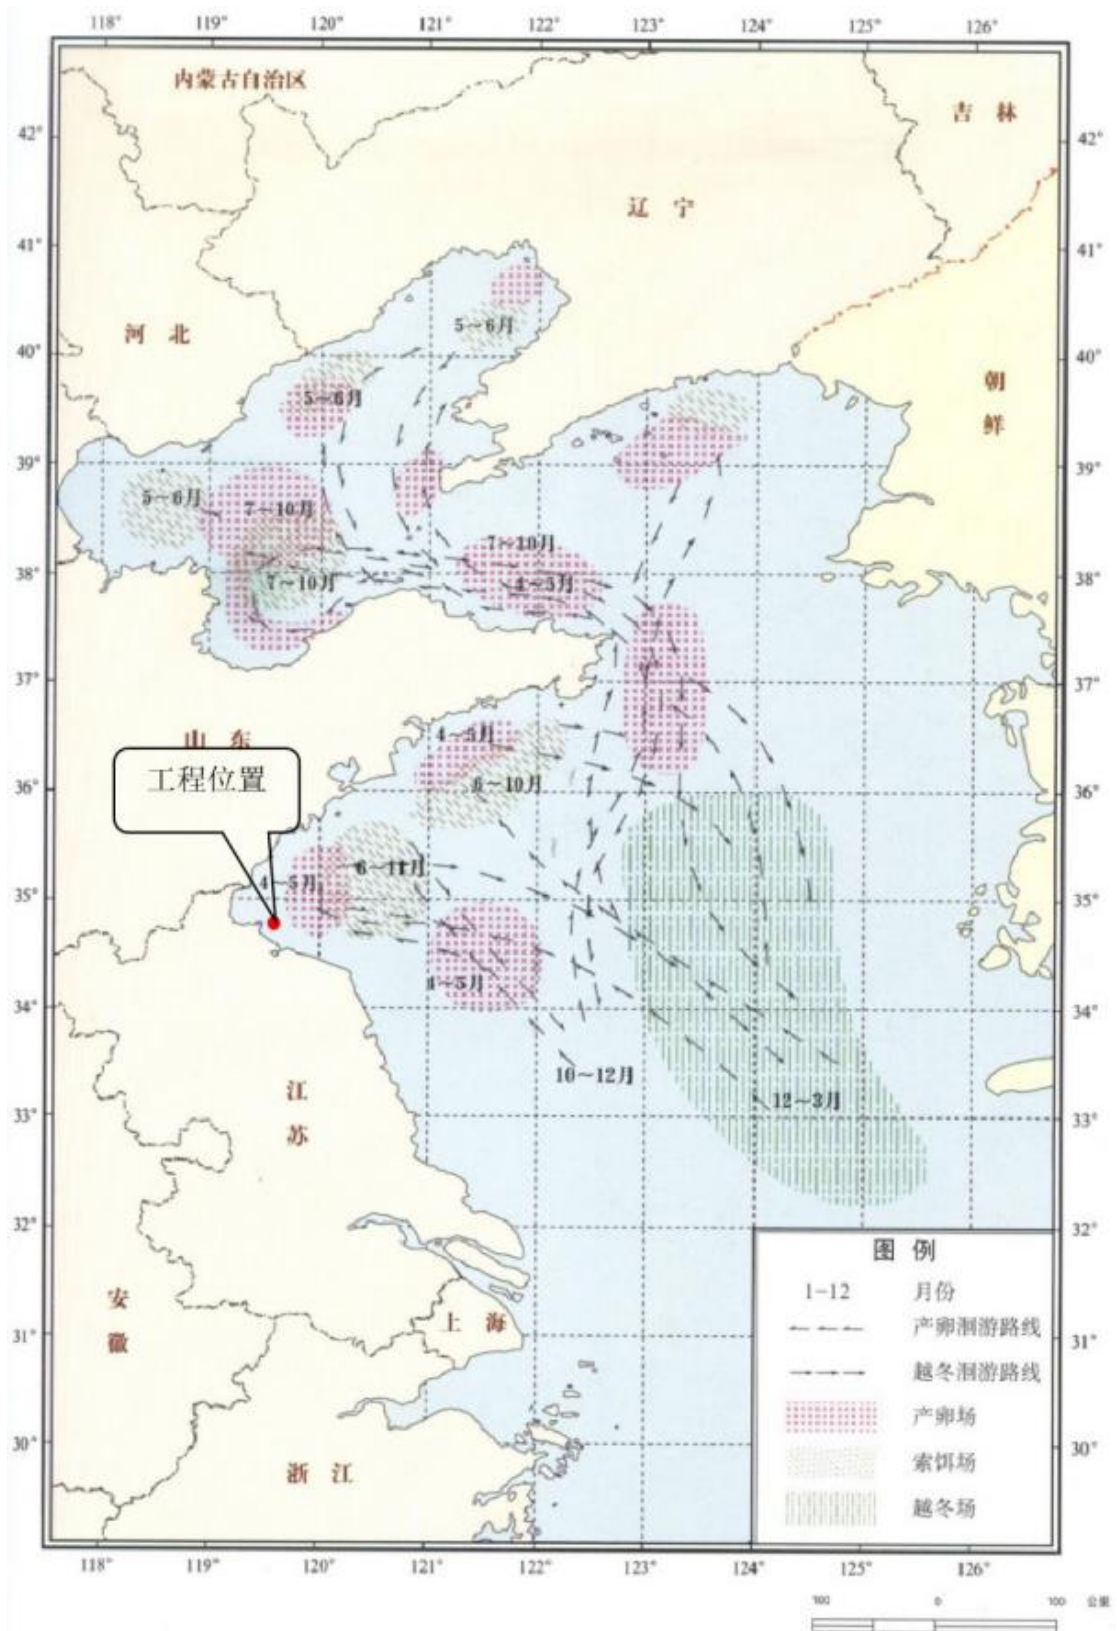 118° 119° 120° 121° 122° 123° 124° 125° 126°
内蒙古自治区
吉 林
42° 42°
辽 宁
41° 41°
河 北
5~6月
40° 40°
朝
鲜
5~6月
39° 39°
5~6月
7~10月
7~10月
38° 38°
7~10月
4~5月
37° 37°
山 东
4~5月
工程位置
6~10月
36° 36°
6~11月
4~5月
35° 35°
4~5月
34° 34°
10~12月
江
苏
12~3月
33° 33°
32° 32°
图 例
安
徽
1-12 月份
上 海
产卵洄游路线
31° 31°
越冬洄游路线
产卵场
30° 30°
索饵场
浙 江
越冬场
118° 119° 120° 121° 122° 123° 124° 125° 126°
100 0 100 公里